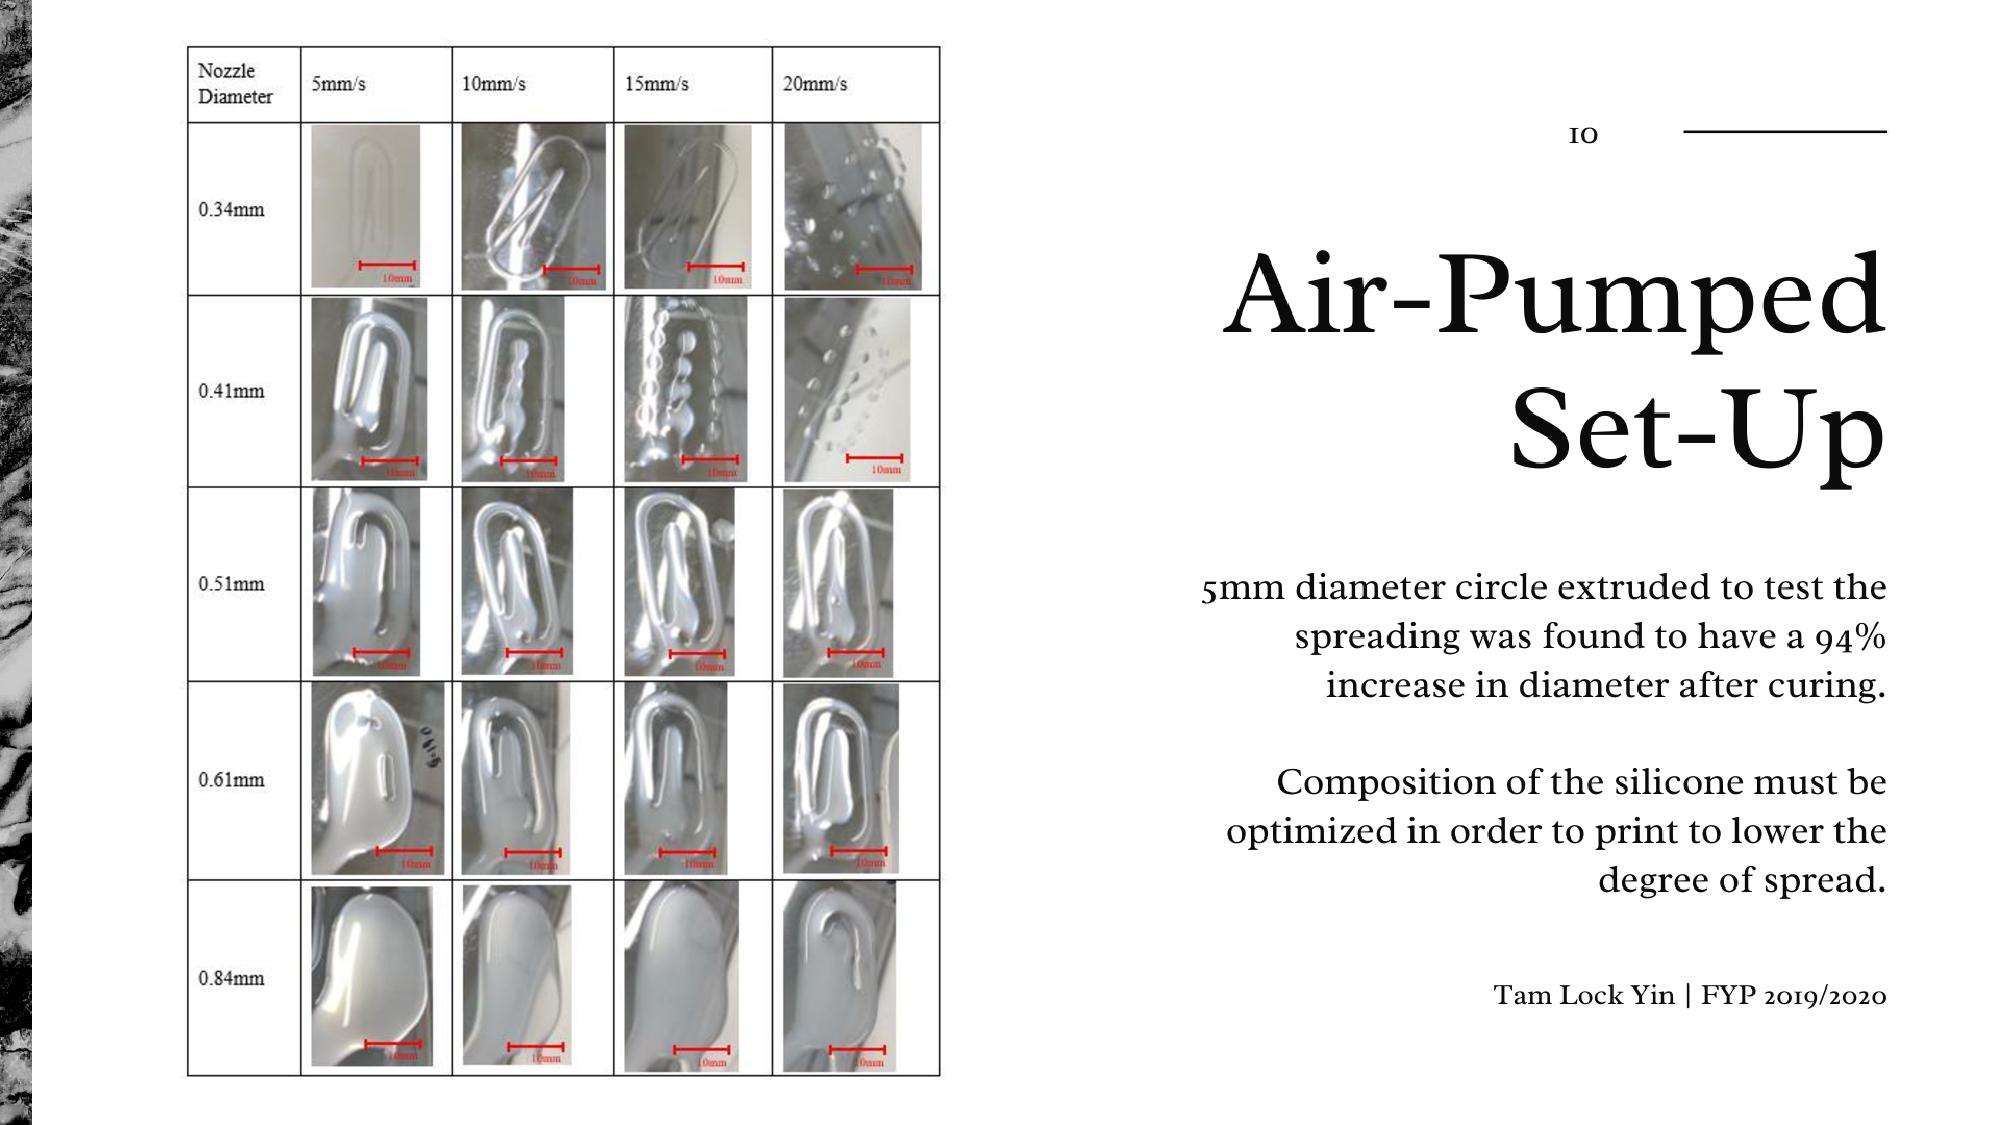 Nozzle
Diameter
5mm/s
10mm/s
15mm/s
20mm/s
0.34mm
10mm
10mm
10mm
10mm
0.41mm
10mm
10mm
10mm
10mm
0.51mm
10mm
10mm
10mm
10mm
0.61mm
10mm
10mm
10mm
10mm
0.84mm
10mm
10mm
10mm
10mm
10
Air-Pumped
Set-Up
5mm diameter circle extruded to test the
spreading was found to have a 94%
increase in diameter after curing.
Composition of the silicone must be
optimized in order to print to lower the
degree of spread.
Tam Lock Yin | FYP 2019/2020